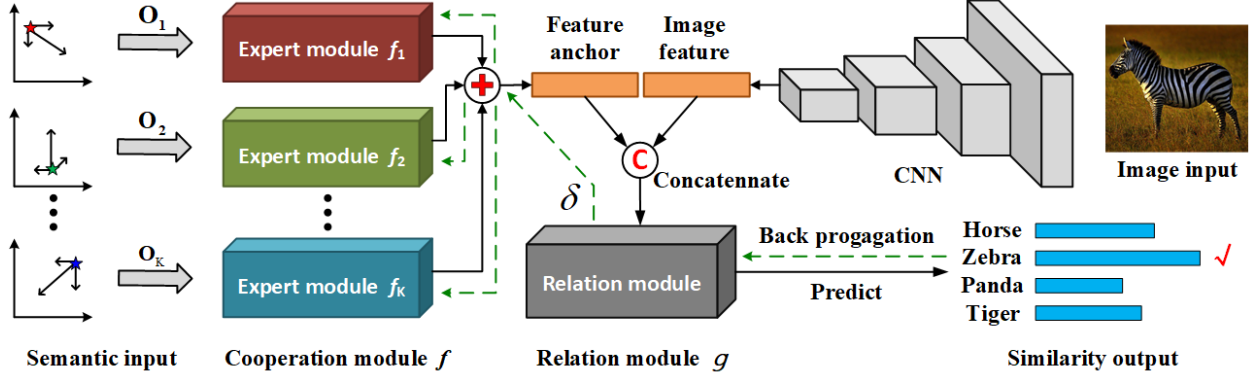 O1
Expert module f1
Feature anchor
Image feature
O2
Expert module f2
C
Concatennate
CNN
Image input
δ
OK
Expert module fK
Relation module
Back progagation
Predict
Horse
Zebra
Panda
Tiger
Semantic input
Cooperation module f
Relation module g
Similarity output